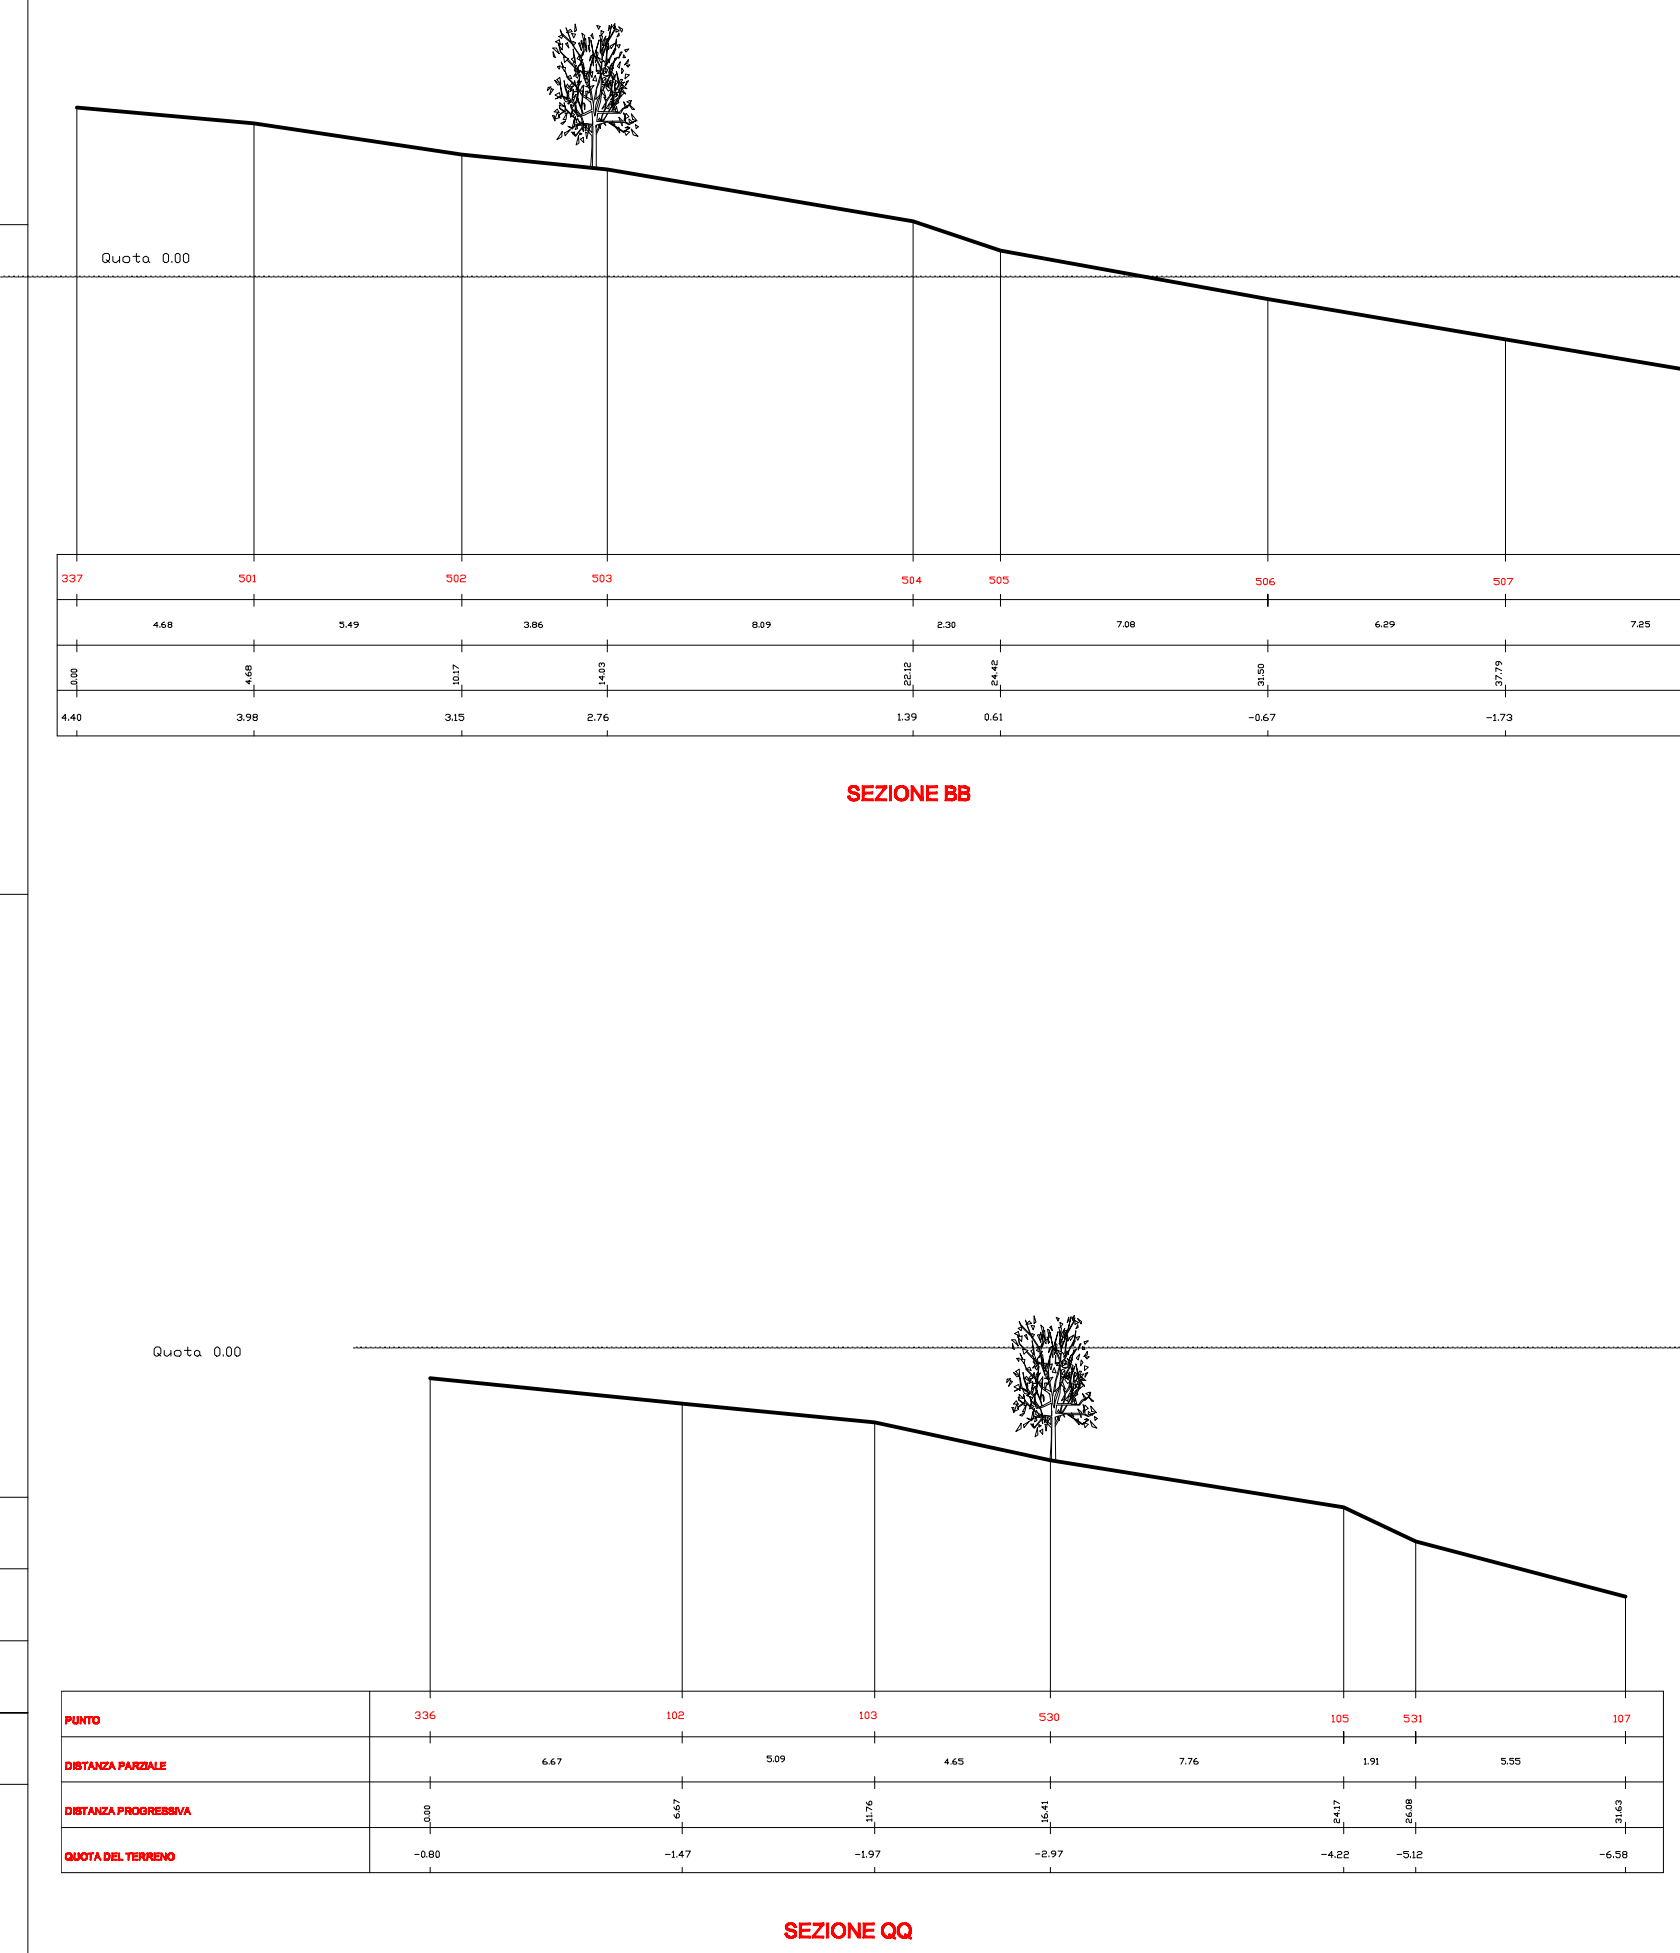 Quota 0.00
337 501 502 503 504 505 506 507
4.68 5.49 3.86 8.09 2.30 7.08 6.29 7.25
0.00 4.68 10.17 14.03 22.12 24.42 31.50 37.79
4.40 3.98 3.15 2.76 1.39 0.61 -0.67 -1.73
SEZIONE BB
Quota 0.00
PUNTO 336 102 103 530 105 531 107
DISTANZA PARZIALE 6.67 5.09 4.65 7.76 1.91 5.55
DISTANZA PROGRESSIVA 0.00 6.67 11.76 16.41 24.17 26.08 31.63
QUOTA DEL TERRENO -0.80 -1.47 -1.97 -2.97 -4.22 -5.12 -6.58
SEZIONE QQ